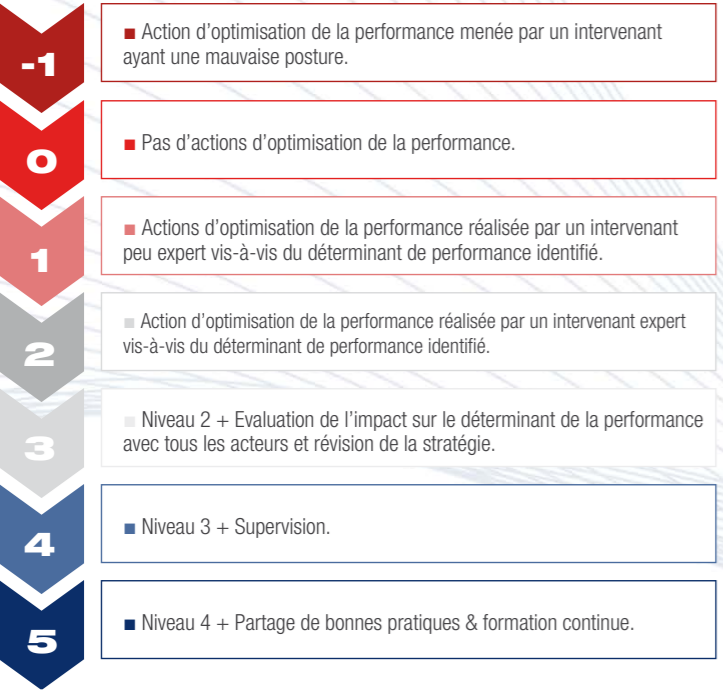 -1
■ Action d'optimisation de la performance menée par un intervenant
ayant une mauvaise posture.
0
■ Pas d'actions d'optimisation de la performance.
1
■ Actions d'optimisation de la performance réalisée par un intervenant
peu expert vis-à-vis du déterminant de performance identifié.
2
■ Action d'optimisation de la performance réalisée par un intervenant expert
vis-à-vis du déterminant de performance identifié.
3
■ Niveau 2 + Evaluation de l'impact sur le déterminant de la performance
avec tous les acteurs et révision de la stratégie.
4
■ Niveau 3 + Supervision.
5
■ Niveau 4 + Partage de bonnes pratiques & formation continue.